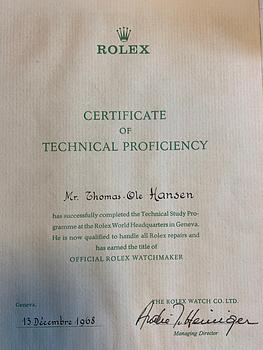 ROLEX
CERTIFICATE
OF
TECHNICAL PROFICIENCY
Mr. Thomas-Ole Hansen
has successfully completed the Technical Study Pro-
gramme at the Rolex World Headquarters in Geneva.
He is now qualified to handle all Rolex repairs and
has earned the title of
OFFICIAL ROLEX WATCHMAKER
Geneva,
THE ROLEX WATCH CO. LTD.
13 Décembre 1968
André J. Heiniger
Managing Director